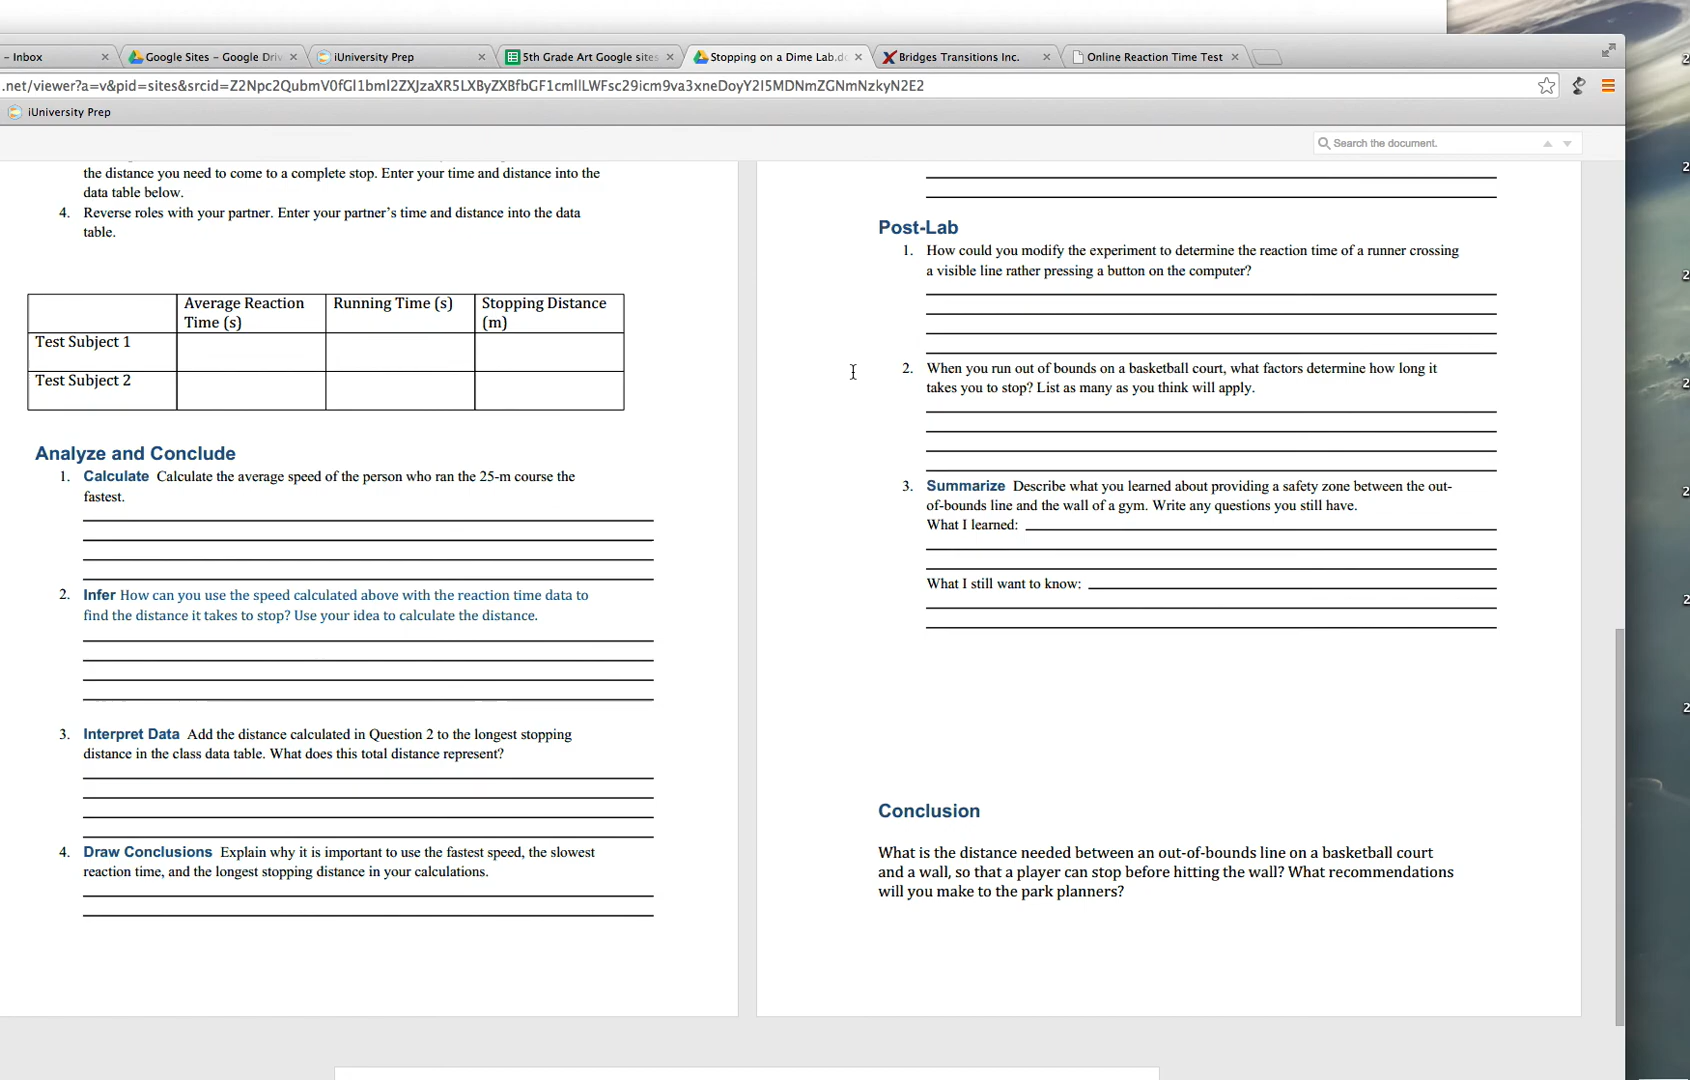 - Inbox
Google Sites - Google Driv
iUniversity Prep
5th Grade Art Google sites
Stopping on a Dime Lab.do
Bridges Transitions Inc.
Online Reaction Time Test
.net/viewer?a=v&pid=sites&srcid=
iUniversity Prep
Search the document.
the distance you need to come to a complete stop. Enter your time and distance into the
data table below.
4. Reverse roles with your partner. Enter your partner's time and distance into the data
table.
Average Reaction Time (s) Running Time (s) Stopping Distance (m)
Test Subject 1
Test Subject 2
Analyze and Conclude
1. Calculate Calculate the average speed of the person who ran the 25-m course the
fastest.
2. Infer How can you use the speed calculated above with the reaction time data to
find the distance it takes to stop? Use your idea to calculate the distance.
3. Interpret Data Add the distance calculated in Question 2 to the longest stopping
distance in the class data table. What does this total distance represent?
4. Draw Conclusions Explain why it is important to use the fastest speed, the slowest
reaction time, and the longest stopping distance in your calculations.
Post-Lab
1. How could you modify the experiment to determine the reaction time of a runner crossing
a visible line rather pressing a button on the computer?
2. When you run out of bounds on a basketball court, what factors determine how long it
takes you to stop? List as many as you think will apply.
3. Summarize Describe what you learned about providing a safety zone between the out-
of-bounds line and the wall of a gym. Write any questions you still have.
What I learned:
What I still want to know:
Conclusion
What is the distance needed between an out-of-bounds line on a basketball court
and a wall, so that a player can stop before hitting the wall? What recommendations
will you make to the park planners?
2
2
2
2
2
2
2